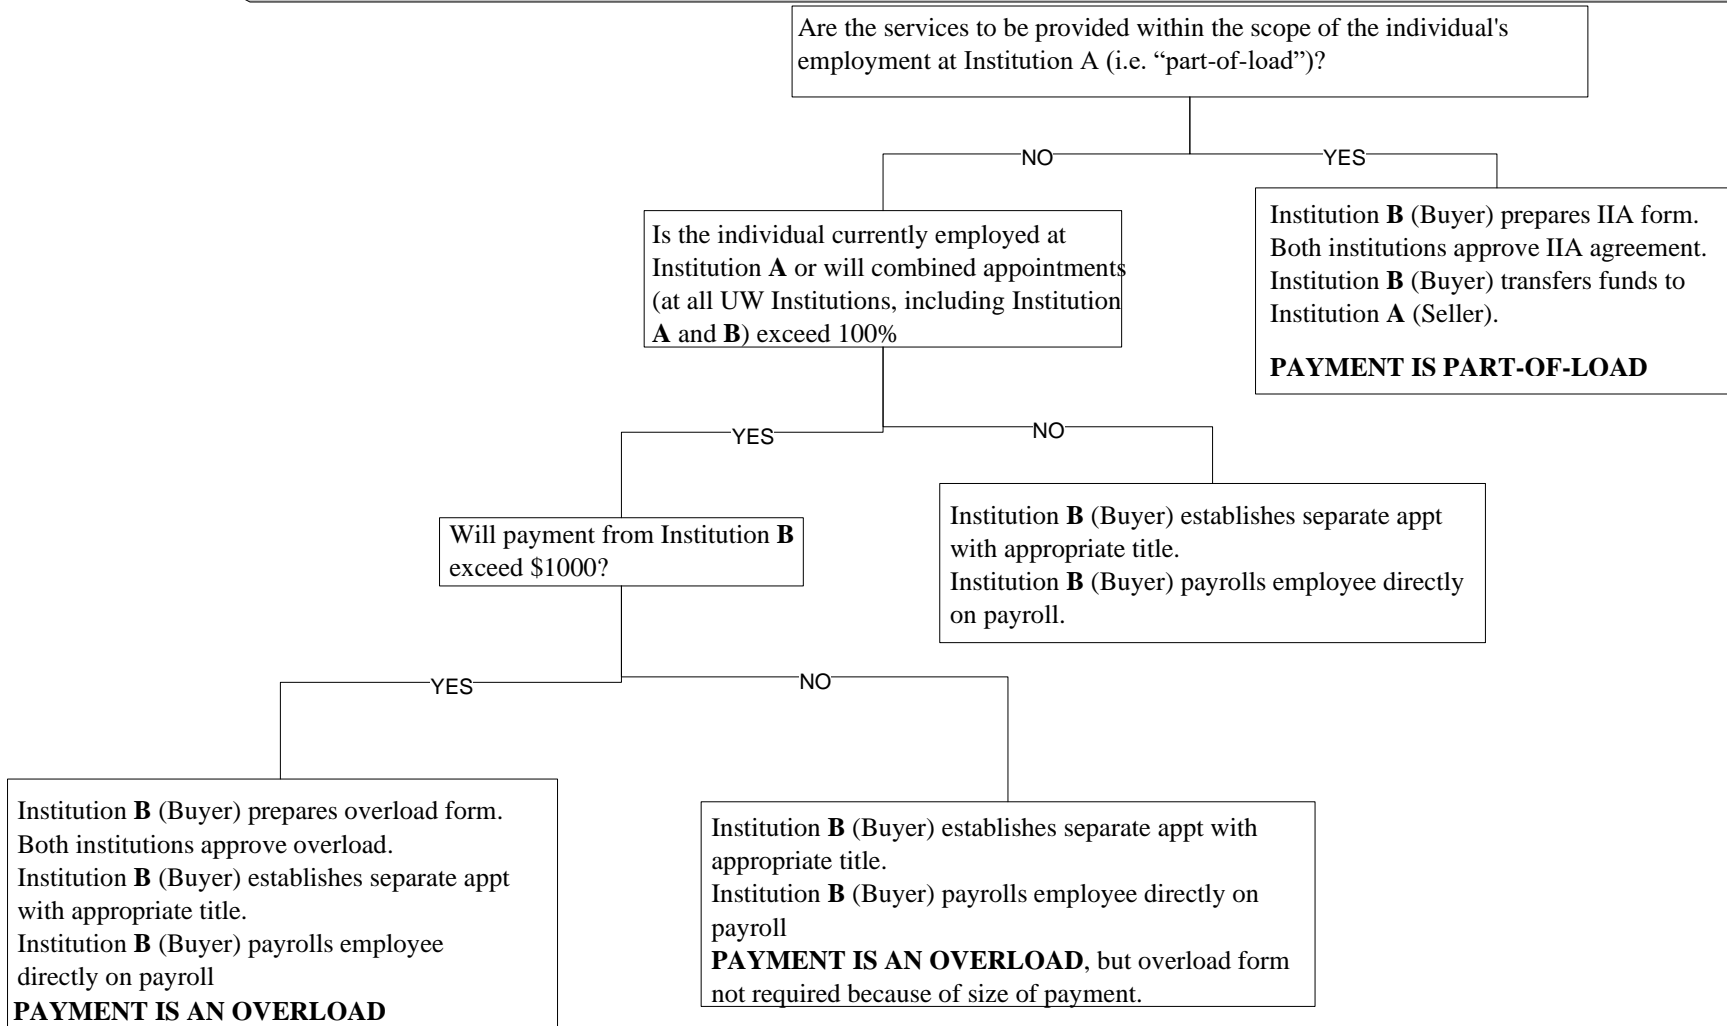 Are the services to be provided within the scope of the individual's
employment at Institution A (i.e. “part-of-load”)?
NO
YES
Is the individual currently employed at
Institution A or will combined appointments
(at all UW Institutions, including Institution
A and B) exceed 100%
Institution B (Buyer) prepares IIA form.
Both institutions approve IIA agreement.
Institution B (Buyer) transfers funds to
Institution A (Seller).
PAYMENT IS PART-OF-LOAD
YES
NO
Will payment from Institution B
exceed $1000?
Institution B (Buyer) establishes separate appt
with appropriate title.
Institution B (Buyer) payrolls employee directly
on payroll.
YES
NO
Institution B (Buyer) prepares overload form.
Both institutions approve overload.
Institution B (Buyer) establishes separate appt
with appropriate title.
Institution B (Buyer) payrolls employee
directly on payroll
PAYMENT IS AN OVERLOAD
Institution B (Buyer) establishes separate appt with
appropriate title.
Institution B (Buyer) payrolls employee directly on
payroll
PAYMENT IS AN OVERLOAD, but overload form
not required because of size of payment.